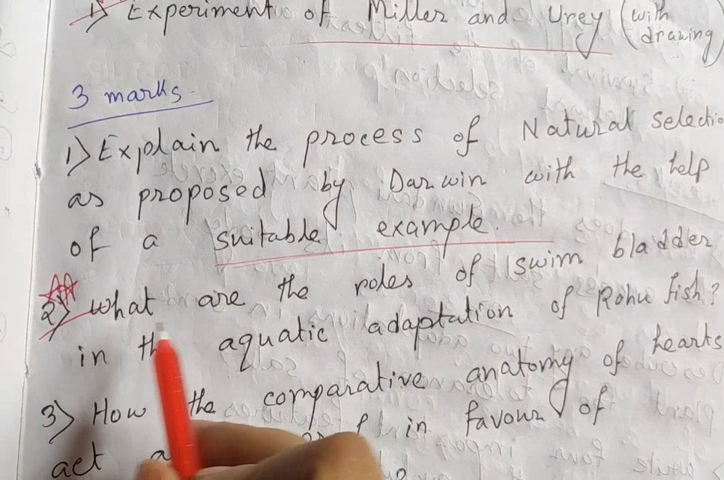 1) Experiment of Miller and Urey (with drawing)
3 marks.
1) Explain the process of Natural Selectio
as proposed by Darwin with the help
of a suitable example.
2) What are the roles of swim bladder
in th aquatic adaptation of Rohu fish?
3) How the comparative anatomy of hearts
act a in favour of